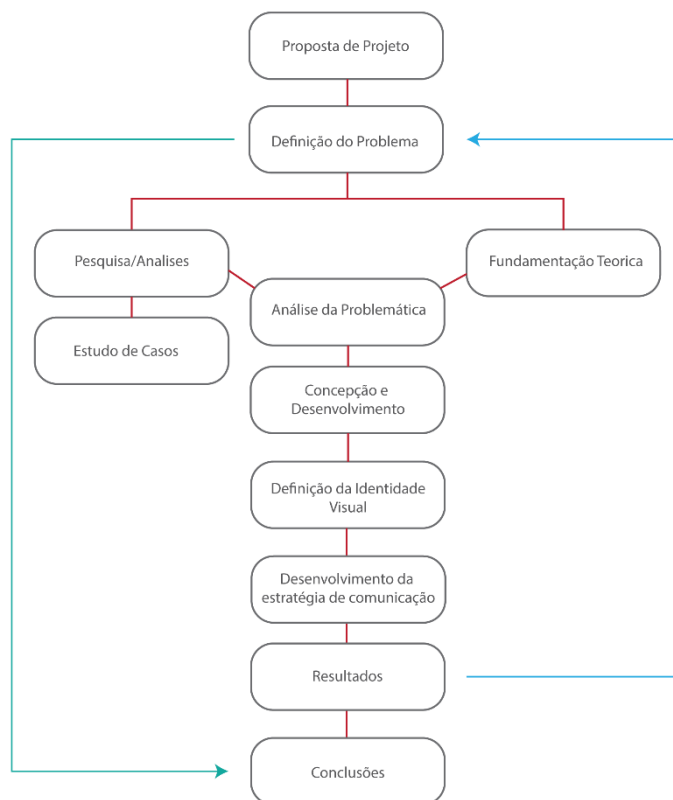 Proposta de Projeto
Definição do Problema
Pesquisa/Analises
Fundamentação Teorica
Análise da Problemática
Estudo de Casos
Concepção e
Desenvolvimento
Definição da Identidade
Visual
Desenvolvimento da
estratégia de comunicação
Resultados
Conclusões